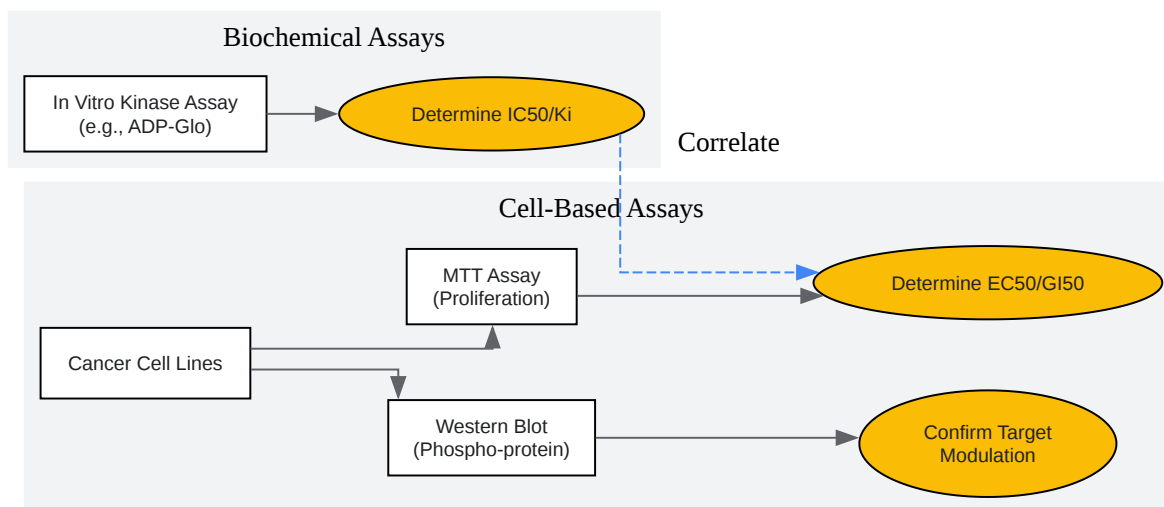 Biochemical Assays
In Vitro Kinase Assay
(e.g., ADP-Glo)
Determine IC50/Ki
Correlate
Cell-Based Assays
MTT Assay
(Proliferation)
Determine EC50/GI50
Cancer Cell Lines
Western Blot
(Phospho-protein)
Confirm Target
Modulation